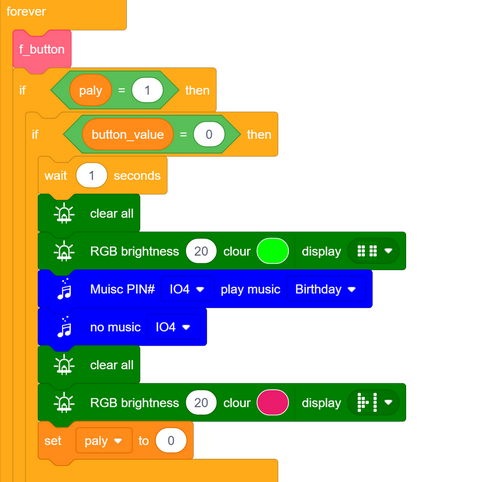 forever
f_button
if paly = 1 then
if button_value = 0 then
wait 1 seconds
clear all
RGB brightness 20 clour display
Muisc PIN# IO4 play music Birthday
no music IO4
clear all
RGB brightness 20 clour display
set paly to 0